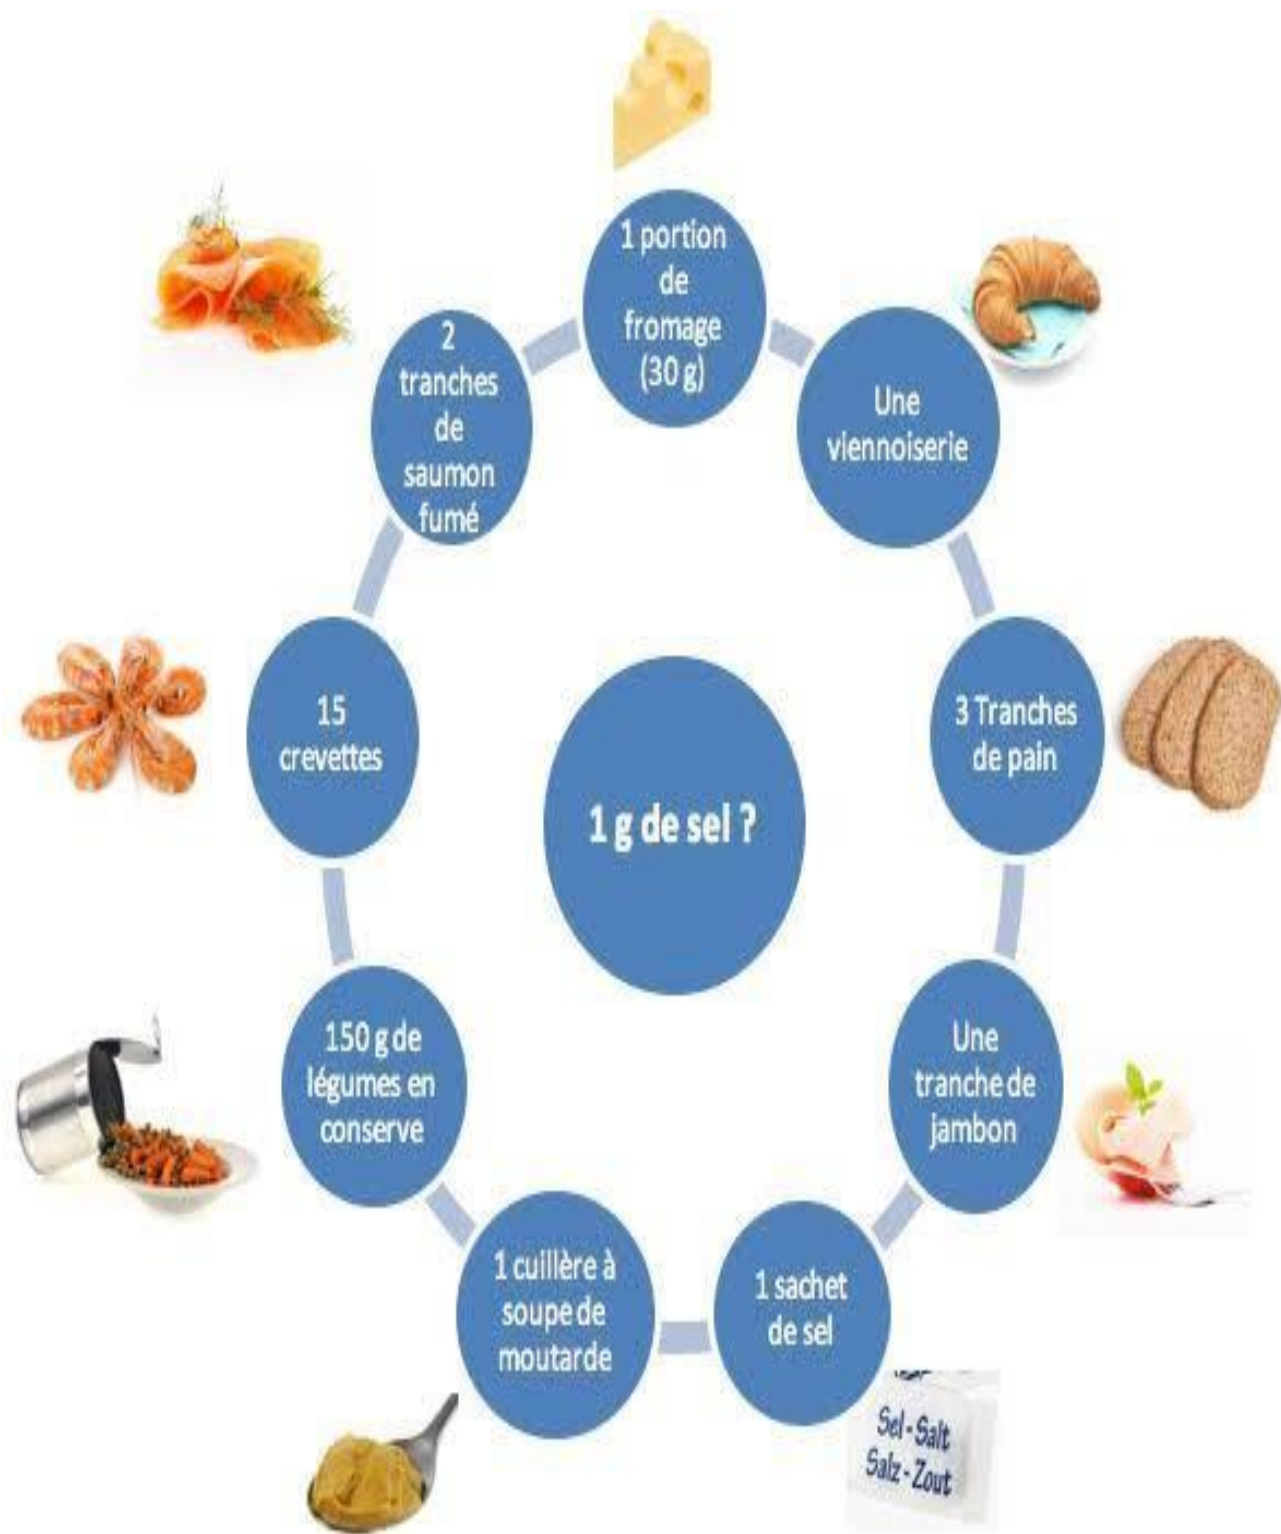 1 portion
de
fromage
(30 g)
Une
viennoiserie
3 Tranches
de pain
Une
tranche de
jambon
1 sachet
de sel
Sel - Salt
Salz - Zout
1 cuillère à
soupe de
moutarde
150 g de
légumes en
conserve
15
crevettes
2
tranches
de
saumon
fumé
1 g de sel ?